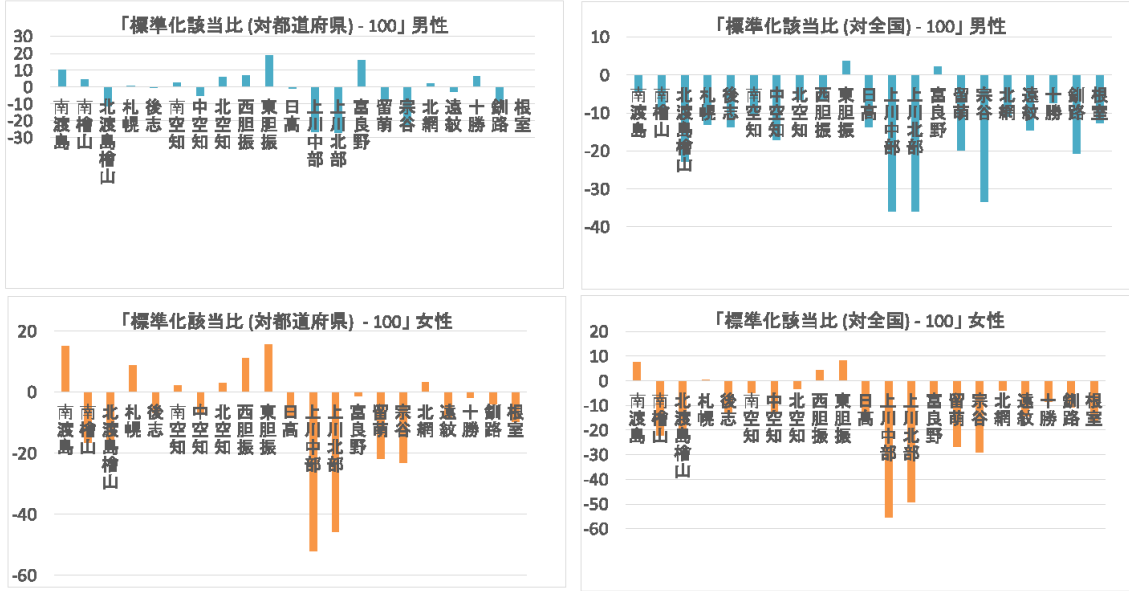 「標準化該当比 (対都道府県) - 100」 男性
30
20
10
0
-10
-20
-30
南渡島
南檜山
北渡島檜山
札幌
後志
南空知
中空知
北空知
西胆振
東胆振
日高
上川中部
上川北部
富良野
留萌
宗谷
北網
遠紋
十勝
釧路
根室
「標準化該当比 (対全国) - 100」 男性
10
0
-10
-20
-30
-40
南渡島
南檜山
北渡島檜山
札幌
後志
南空知
中空知
北空知
西胆振
東胆振
日高
上川中部
上川北部
富良野
留萌
宗谷
北網
遠紋
十勝
釧路
根室
「標準化該当比 (対都道府県) - 100」 女性
20
0
-20
-40
-60
南渡島
南檜山
北渡島檜山
札幌
後志
南空知
中空知
北空知
西胆振
東胆振
日高
上川中部
上川北部
富良野
留萌
宗谷
北網
遠紋
十勝
釧路
根室
「標準化該当比 (対全国) - 100」 女性
20
10
0
-10
-20
-30
-40
-50
-60
南渡島
南檜山
北渡島檜山
札幌
後志
南空知
中空知
北空知
西胆振
東胆振
日高
上川中部
上川北部
富良野
留萌
宗谷
北網
遠紋
十勝
釧路
根室